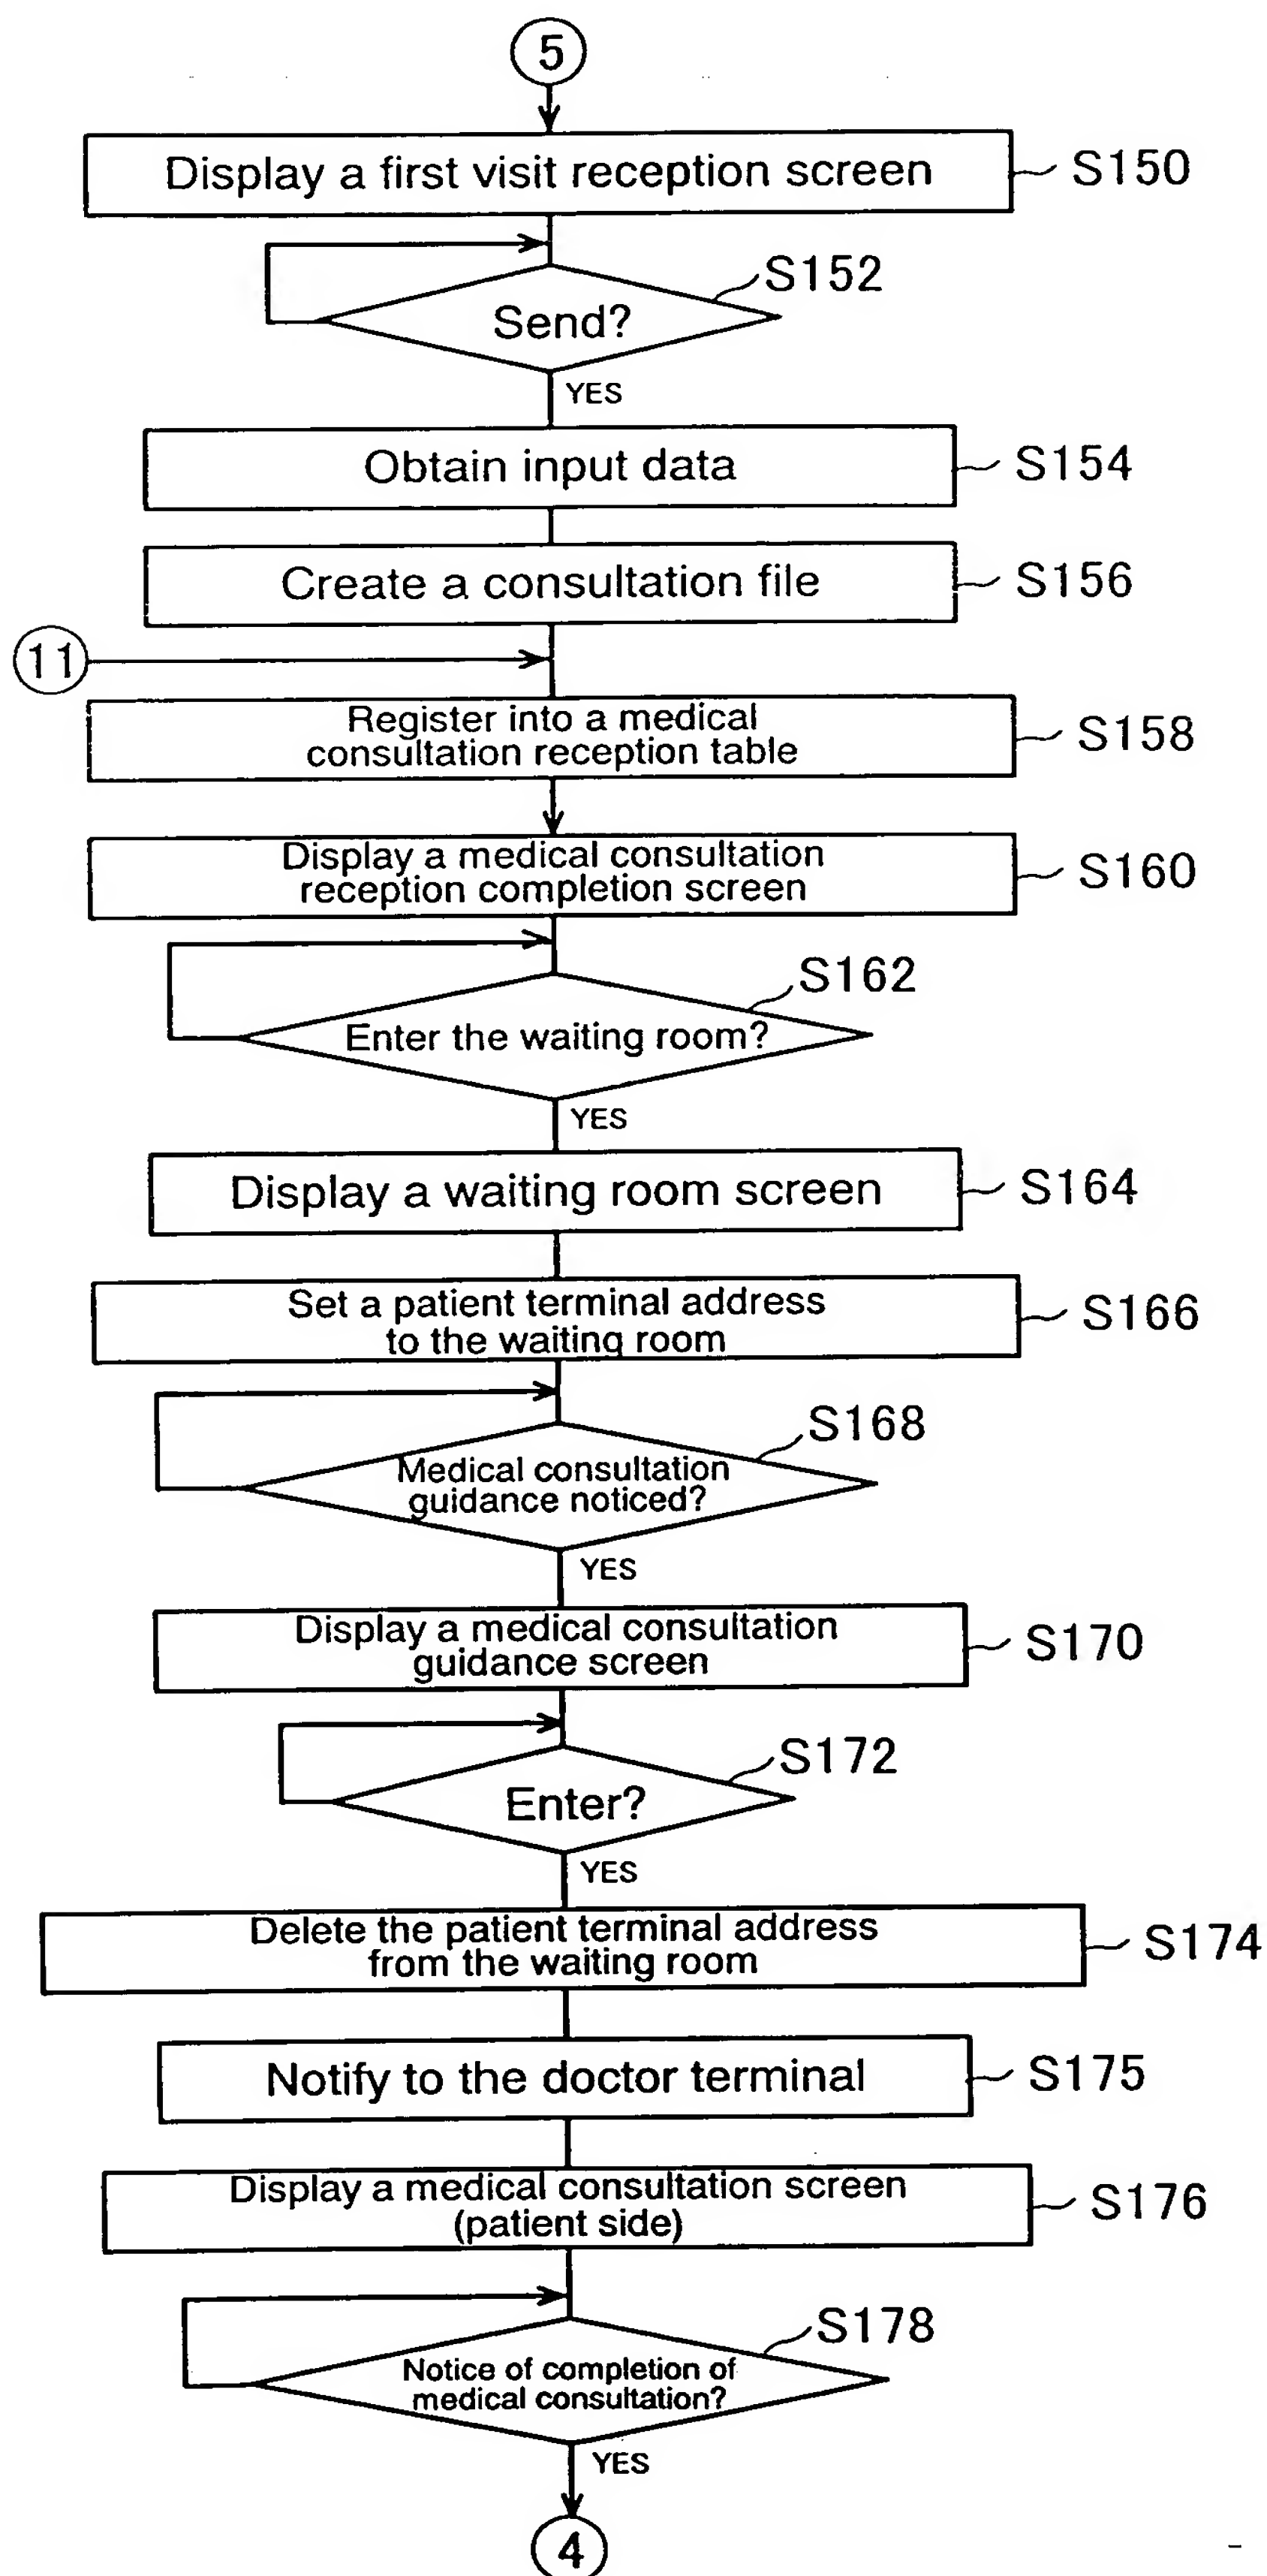 5
Display a first visit reception screen
S150
S152
Send?
YES
Obtain input data
S154
Create a consultation file
S156
11
Register into a medical
consultation reception table
S158
Display a medical consultation
reception completion screen
S160
S162
Enter the waiting room?
YES
Display a waiting room screen
S164
Set a patient terminal address
to the waiting room
S166
S168
Medical consultation
guidance noticed?
YES
Display a medical consultation
guidance screen
S170
S172
Enter?
YES
Delete the patient terminal address
from the waiting room
S174
Notify to the doctor terminal
S175
Display a medical consultation screen
(patient side)
S176
S178
Notice of completion of
medical consultation?
YES
4